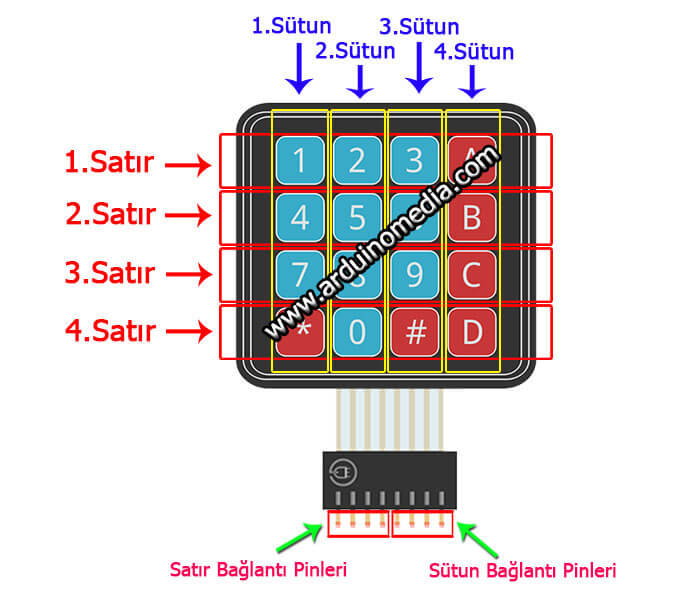 1.Sütun
3.Sütun
2.Sütun
4.Sütun
1.Satır
1 2 3 A
2.Satır
4 5 B
3.Satır
7 8 9 C
4.Satır
* 0 # D
www.arduinomedia.com
Satır Bağlantı Pinleri
Sütun Bağlantı Pinleri